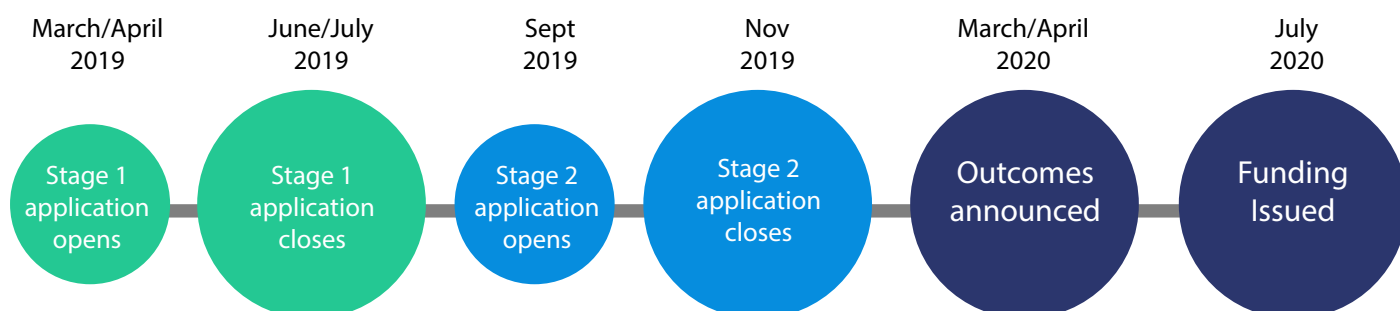 March/April
2019
June/July
2019
Sept
2019
Nov
2019
March/April
2020
July
2020
Stage 1
application
opens
Stage 1
application
closes
Stage 2
application
opens
Stage 2
application
closes
Outcomes
announced
Funding
Issued